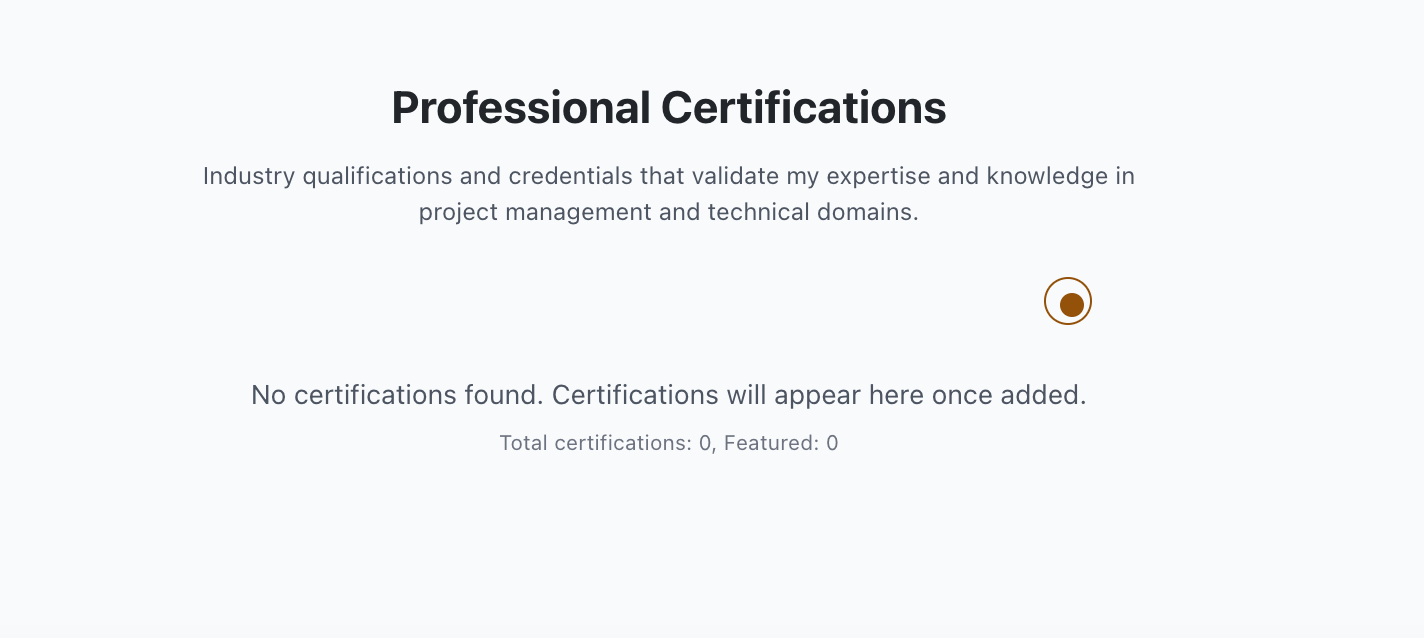 Professional Certifications
Industry qualifications and credentials that validate my expertise and knowledge in
project management and technical domains.
No certifications found. Certifications will appear here once added.
Total certifications: 0, Featured: 0